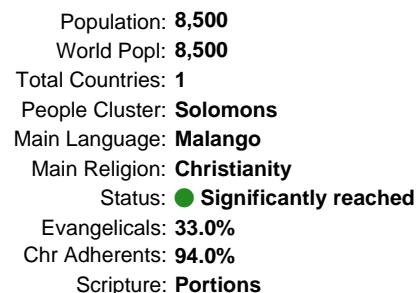 Population: 8,500
World Popl: 8,500
Total Countries: 1
People Cluster: Solomons
Main Language: Malango
Main Religion: Christianity
Status: Significantly reached
Evangelicals: 33.0%
Chr Adherents: 94.0%
Scripture: Portions